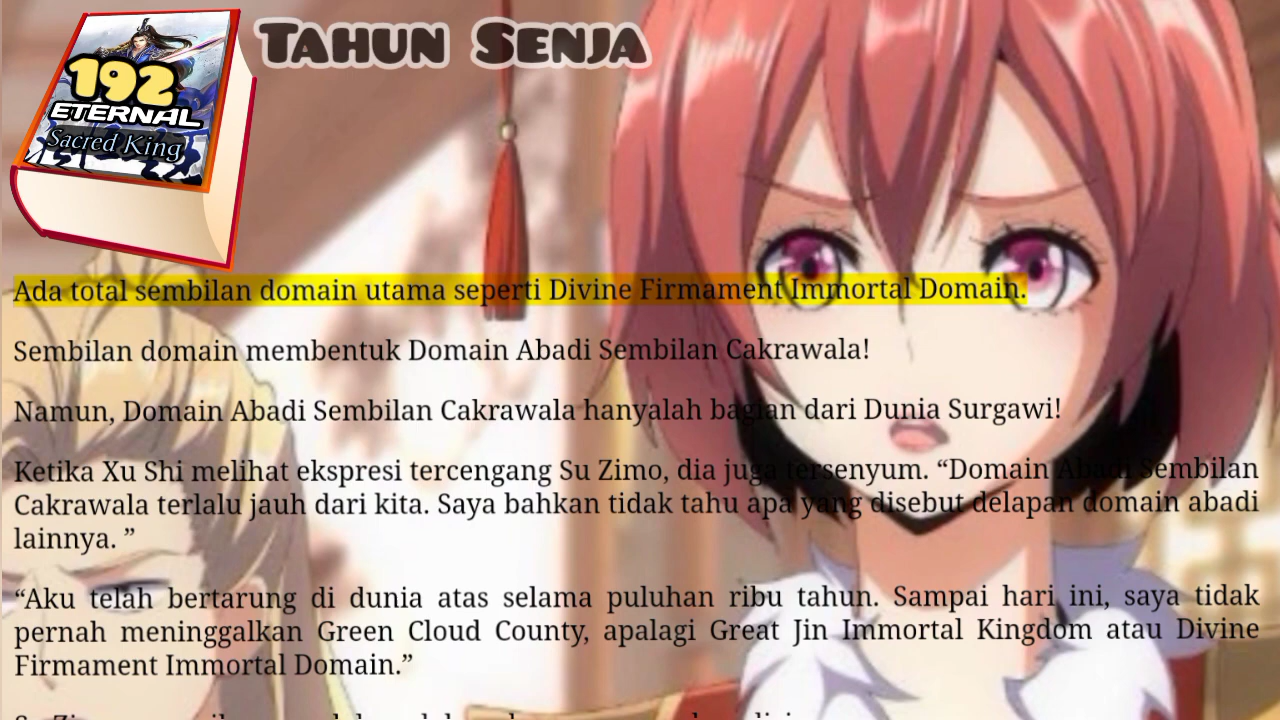 TAHUN SENJA
192
ETERNAL
Sacred King
Ada total sembilan domain utama seperti Divine Firmament Immortal Domain.
Sembilan domain membentuk Domain Abadi Sembilan Cakrawala!
Namun, Domain Abadi Sembilan Cakrawala hanyalah bagian dari Dunia Surgawi!
Ketika Xu Shi melihat ekspresi tercengang Su Zimo, dia juga tersenyum. “Domain Abadi Sembilan
Cakrawala terlalu jauh dari kita. Saya bahkan tidak tahu apa yang disebut delapan domain abadi
lainnya. ”
“Aku telah bertarung di dunia atas selama puluhan ribu tahun. Sampai hari ini, saya tidak
pernah meninggalkan Green Cloud County, apalagi Great Jin Immortal Kingdom atau Divine
Firmament Immortal Domain.”